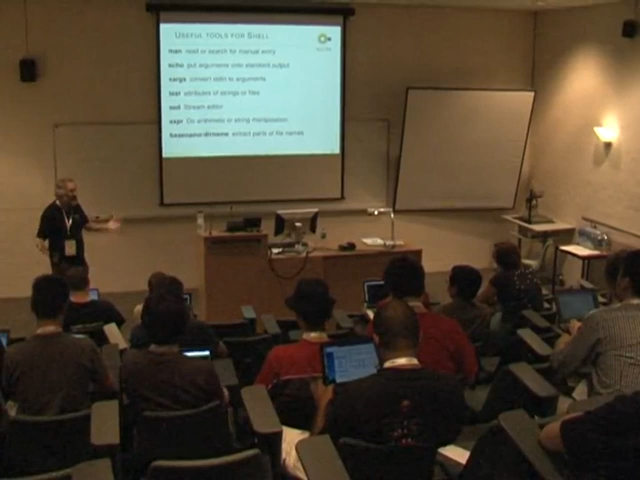 USEFUL TOOLS FOR SHELL
man read or search for manual entry
echo put arguments onto standard output
xargs convert stdin to arguments
test attributes of strings or files
sed Stream editor
expr Do arithmetic or string manipulation
basename/dirname extract parts of file names